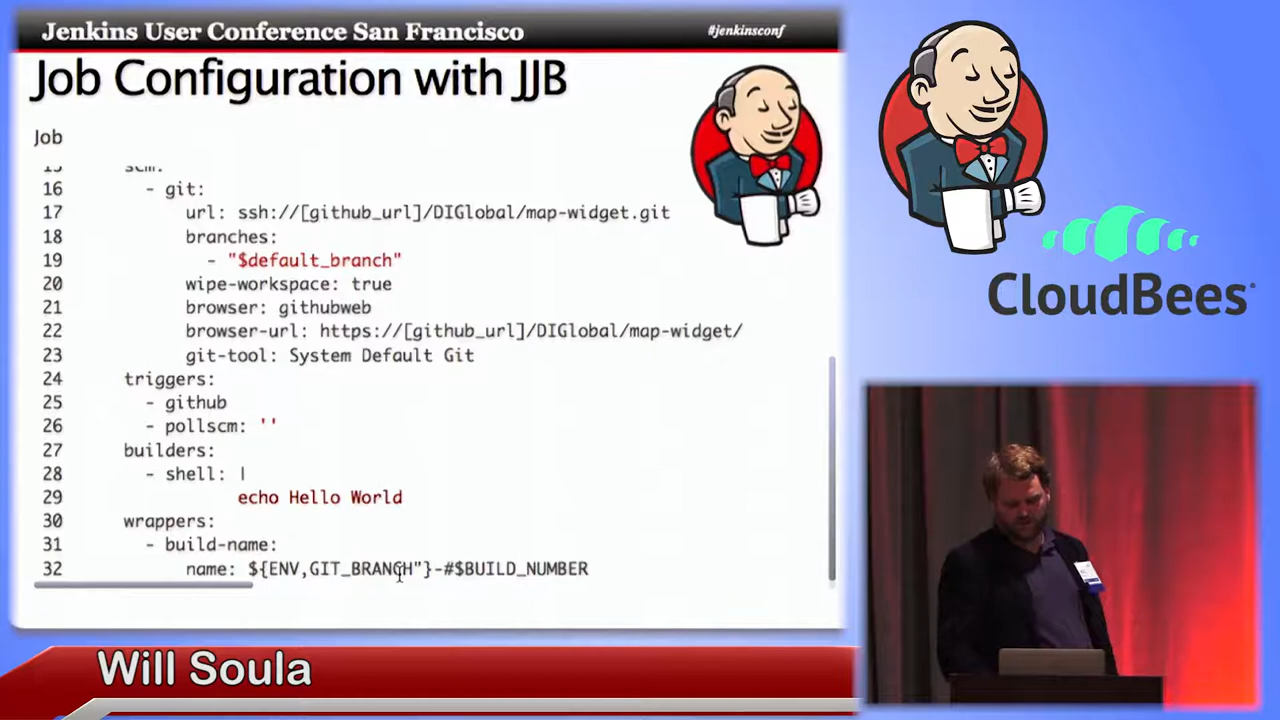 Jenkins User Conference San Francisco
#jenkinsconf
Job Configuration with JJB
Job
15 scm:
16 - git:
17 url: ssh://[github_url]/DIGlobal/map-widget.git
18 branches:
19 - "$default_branch"
20 wipe-workspace: true
21 browser: githubweb
22 browser-url: https://[github_url]/DIGlobal/map-widget/
23 git-tool: System Default Git
24 triggers:
25 - github
26 - pollscm: ''
27 builders:
28 - shell: |
29 echo Hello World
30 wrappers:
31 - build-name:
32 name: ${ENV,GIT_BRANCH"}-#$BUILD_NUMBER
CloudBees
Will Soula